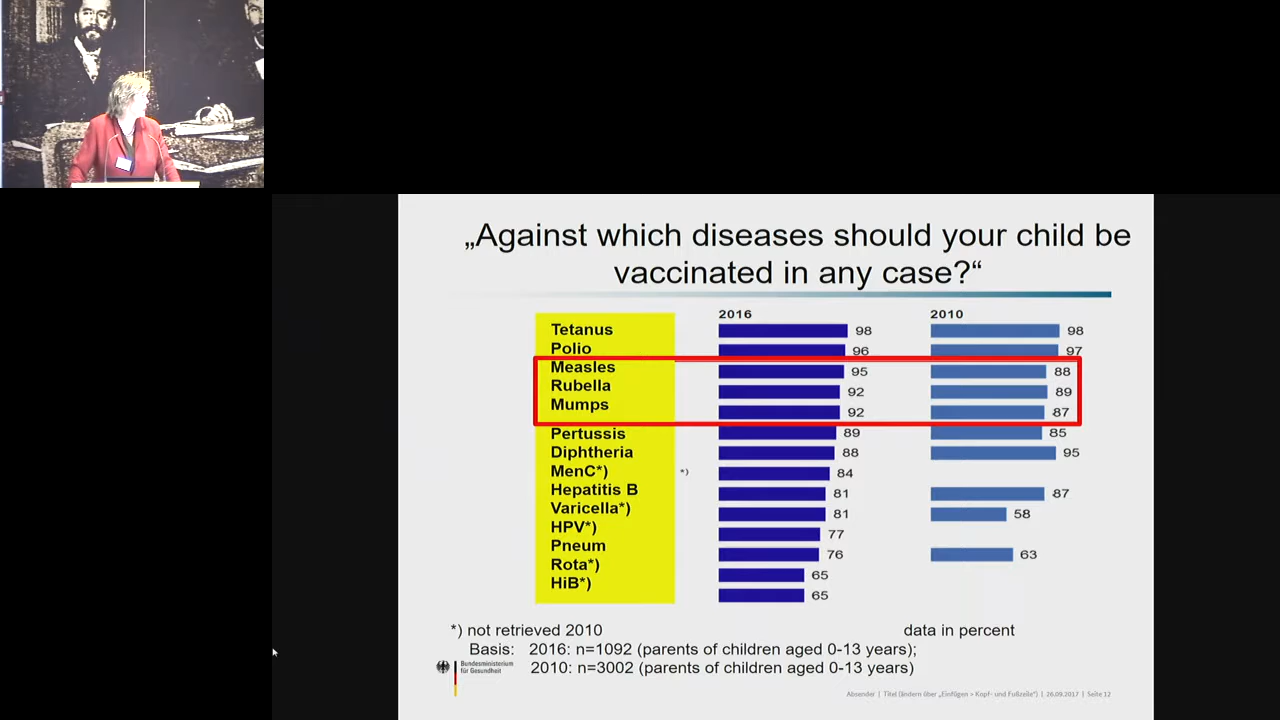 „Against which diseases should your child be
vaccinated in any case?“
2016
2010
Tetanus 98 98
Polio 96 97
Measles 95 88
Rubella 92 89
Mumps 92 87
Pertussis 89 85
Diphtheria 88 95
MenC*) *) 84
Hepatitis B 81 87
Varicella*) 81 58
HPV*) 77
Pneum 76 63
Rota*) 65
HiB*) 65
*) not retrieved 2010
data in percent
Basis: 2016: n=1092 (parents of children aged 0-13 years);
2010: n=3002 (parents of children aged 0-13 years)
Bundesministerium
für Gesundheit
Absender | Titel (ändern über „Einfügen > Kopf- und Fußzeile“) | 26.09.2017 | Seite 12